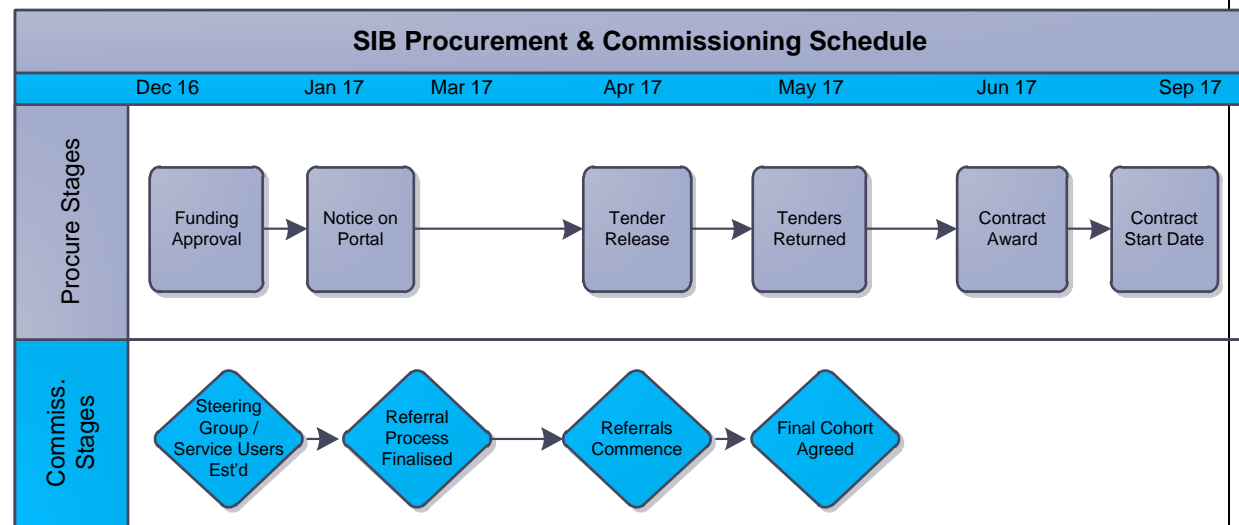 SIB Procurement & Commissioning Schedule
Dec 16 Jan 17 Mar 17 Apr 17 May 17 Jun 17 Sep 17
Procure Stages
Funding
Approval
Notice on
Portal
Tender
Release
Tenders
Returned
Contract
Award
Contract
Start Date
Commiss.
Stages
Steering
Group /
Service Users
Est'd
Referral
Process
Finalised
Referrals
Commence
Final Cohort
Agreed